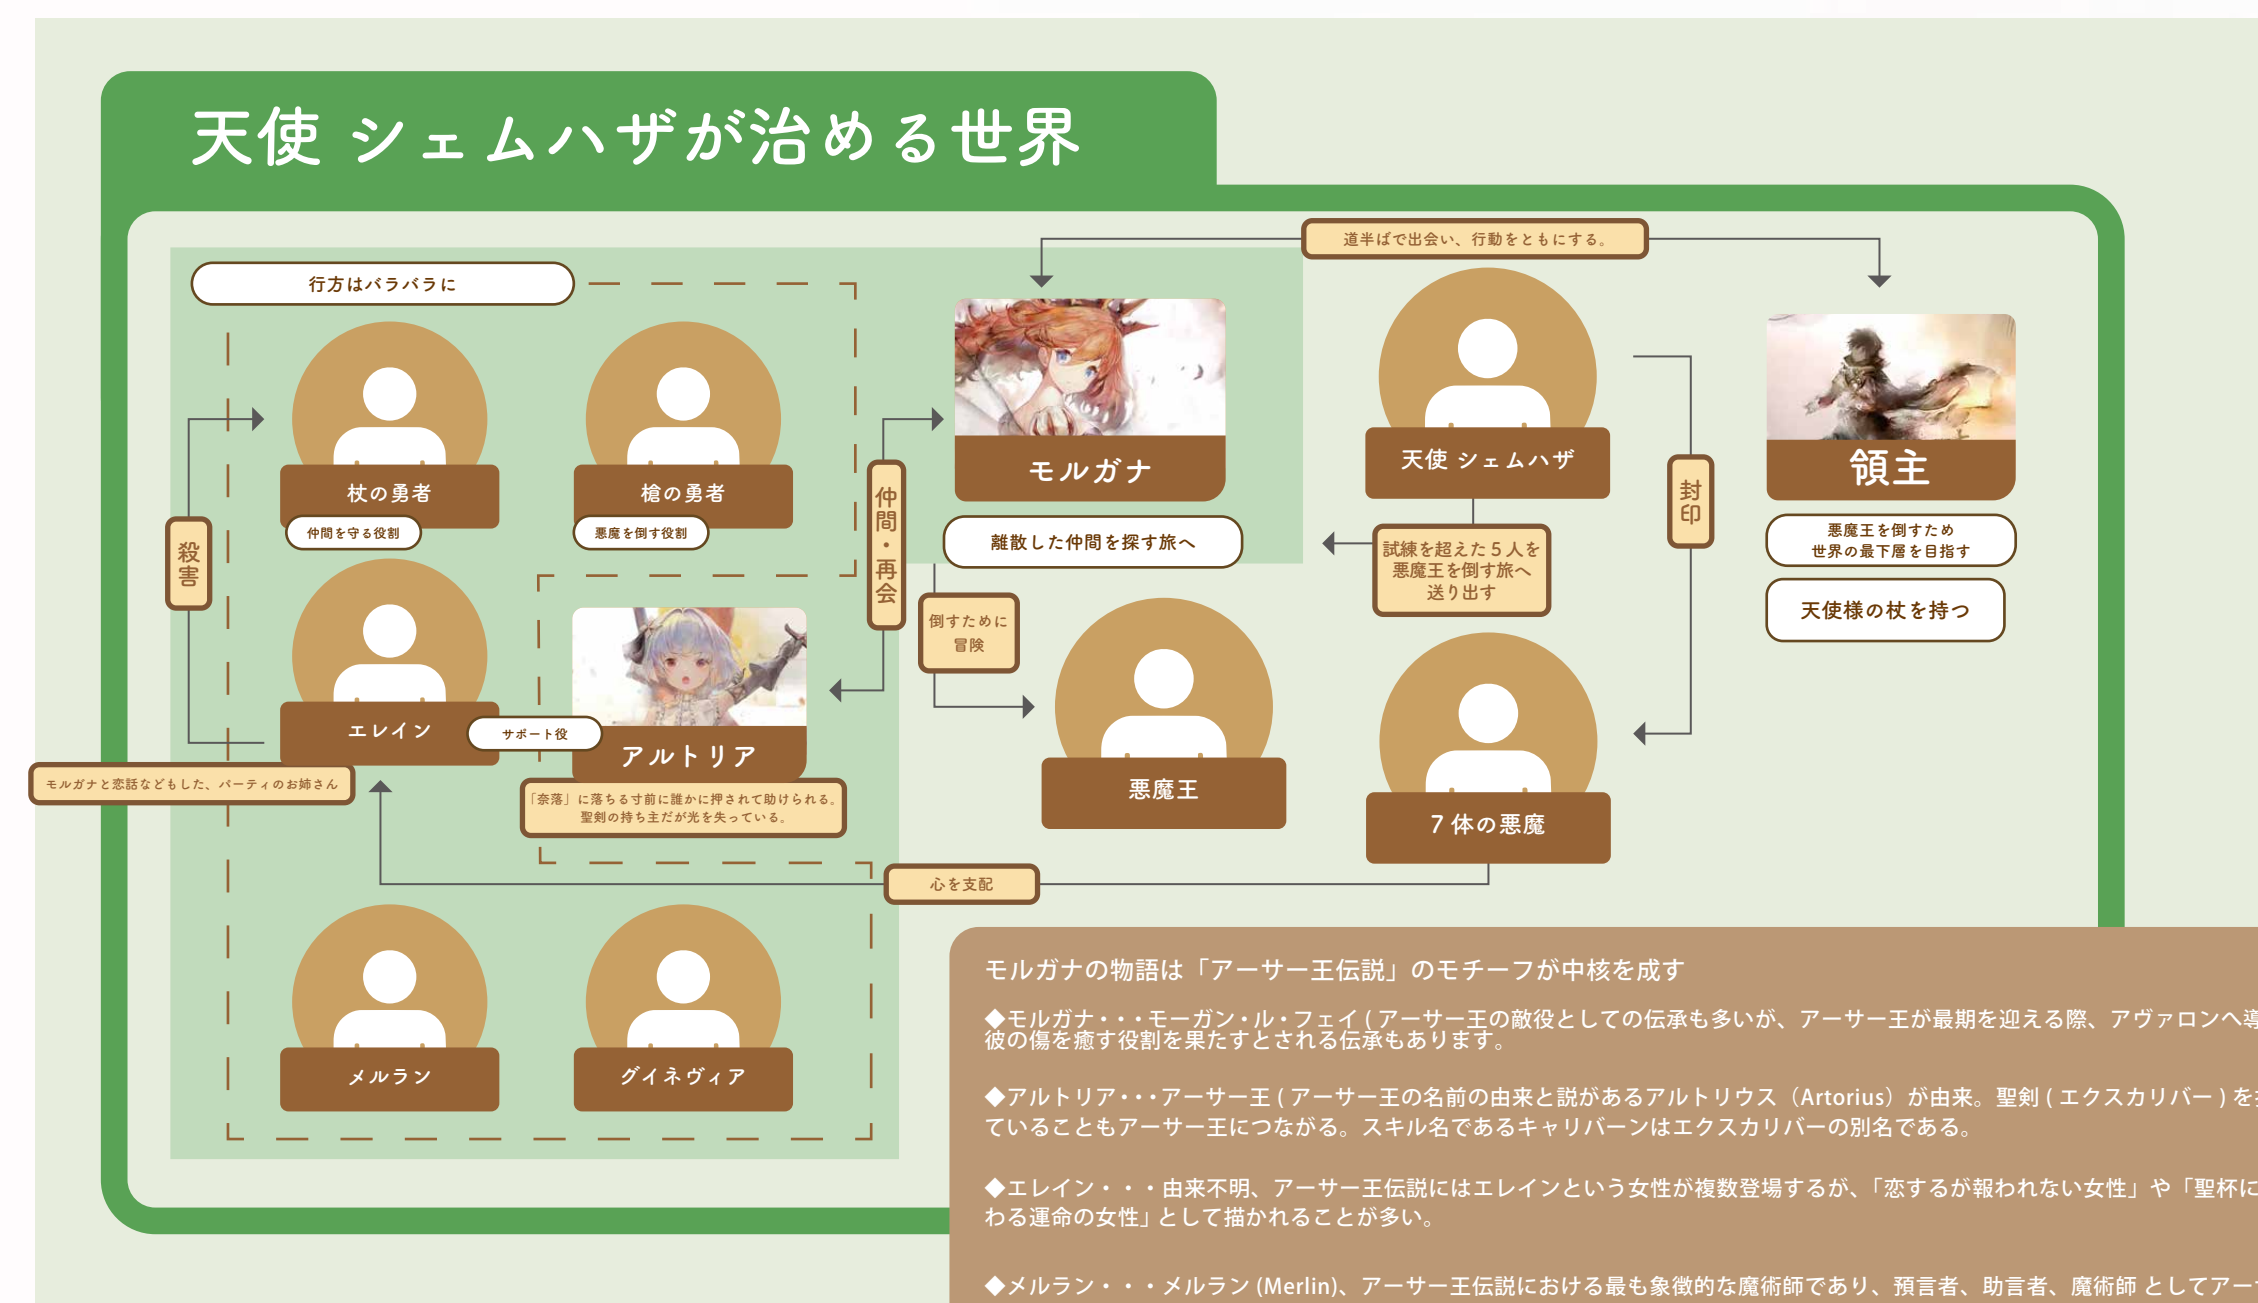 天使 シェムハザが治める世界
道半ばで出会い、行動をともにする。
行方はバラバラに
杖の勇者
仲間を守る役割
槍の勇者
悪魔を倒す役割
殺害
仲間・再会
モルガナ
離散した仲間を探す旅へ
天使 シェムハザ
試練を超えた5人を
悪魔王を倒す旅へ
送り出す
封印
領主
悪魔王を倒すため
世界の最下層を目指す
天使様の杖を持つ
倒すために
冒険
エレイン
サポート役
アルトリア
モルガナと恋話などもした、パーティのお姉さん
「奈落」に落ちる寸前に誰かに押されて助けられる。
聖剣の持ち主だが光を失っている。
悪魔王
7体の悪魔
心を支配
メルラン
グイネヴィア
モルガナの物語は「アーサー王伝説」のモチーフが中核を成す
◆モルガナ・・・モーガン・ル・フェイ ( アーサー王の敵役としての伝承も多いが、アーサー王が最期を迎える際、アヴァロンへ導
彼の傷を癒す役割を果たすとされる伝承もあります。
◆アルトリア・・・アーサー王 ( アーサー王の名前の由来と説があるアルトリウス（Artorius）が由来。聖剣 ( エクスカリバー ) を
ていることもアーサー王につながる。スキル名であるキャリバーンはエクスカリバーの別名である。
◆エレイン・・・由来不明、アーサー王伝説にはエレインという女性が複数登場するが、「恋するが報われない女性」や「聖杯に
わる運命の女性」として描かれることが多い。
◆メルラン・・・メルラン (Merlin)、アーサー王伝説における最も象徴的な魔術師であり、預言者、助言者、魔術師 としてアー